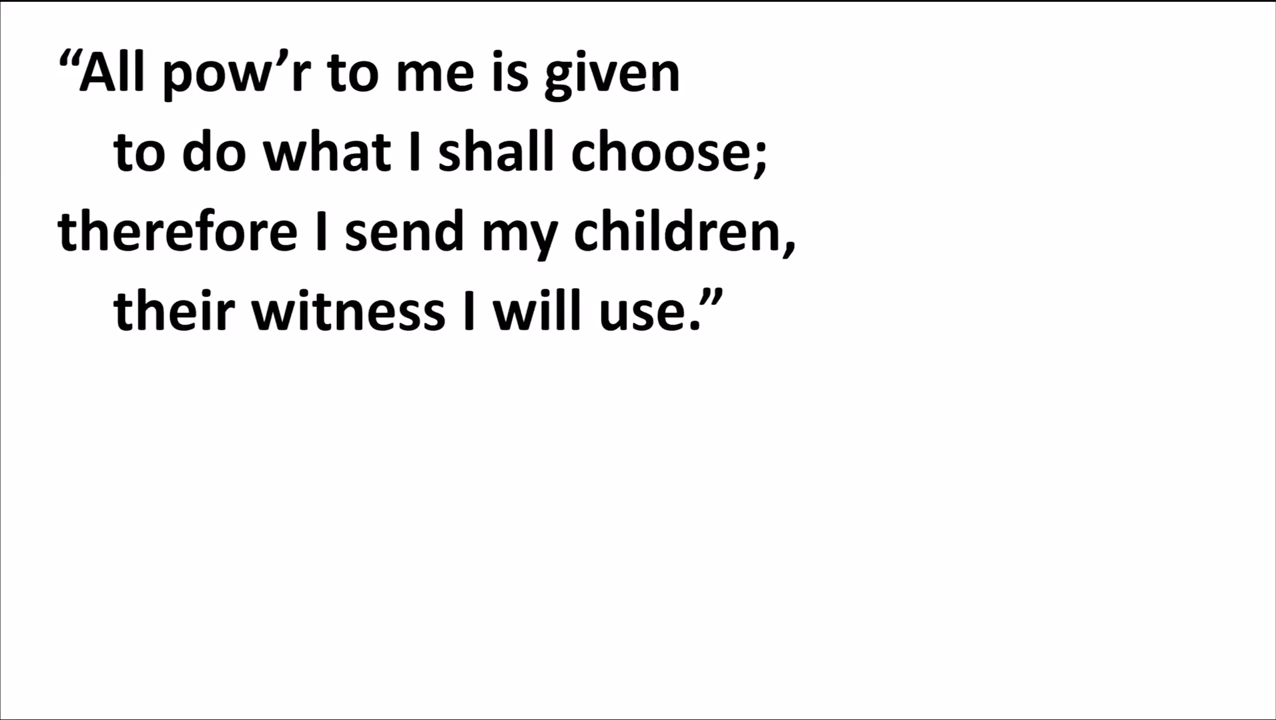 “All pow’r to me is given
to do what I shall choose;
therefore I send my children,
their witness I will use.”